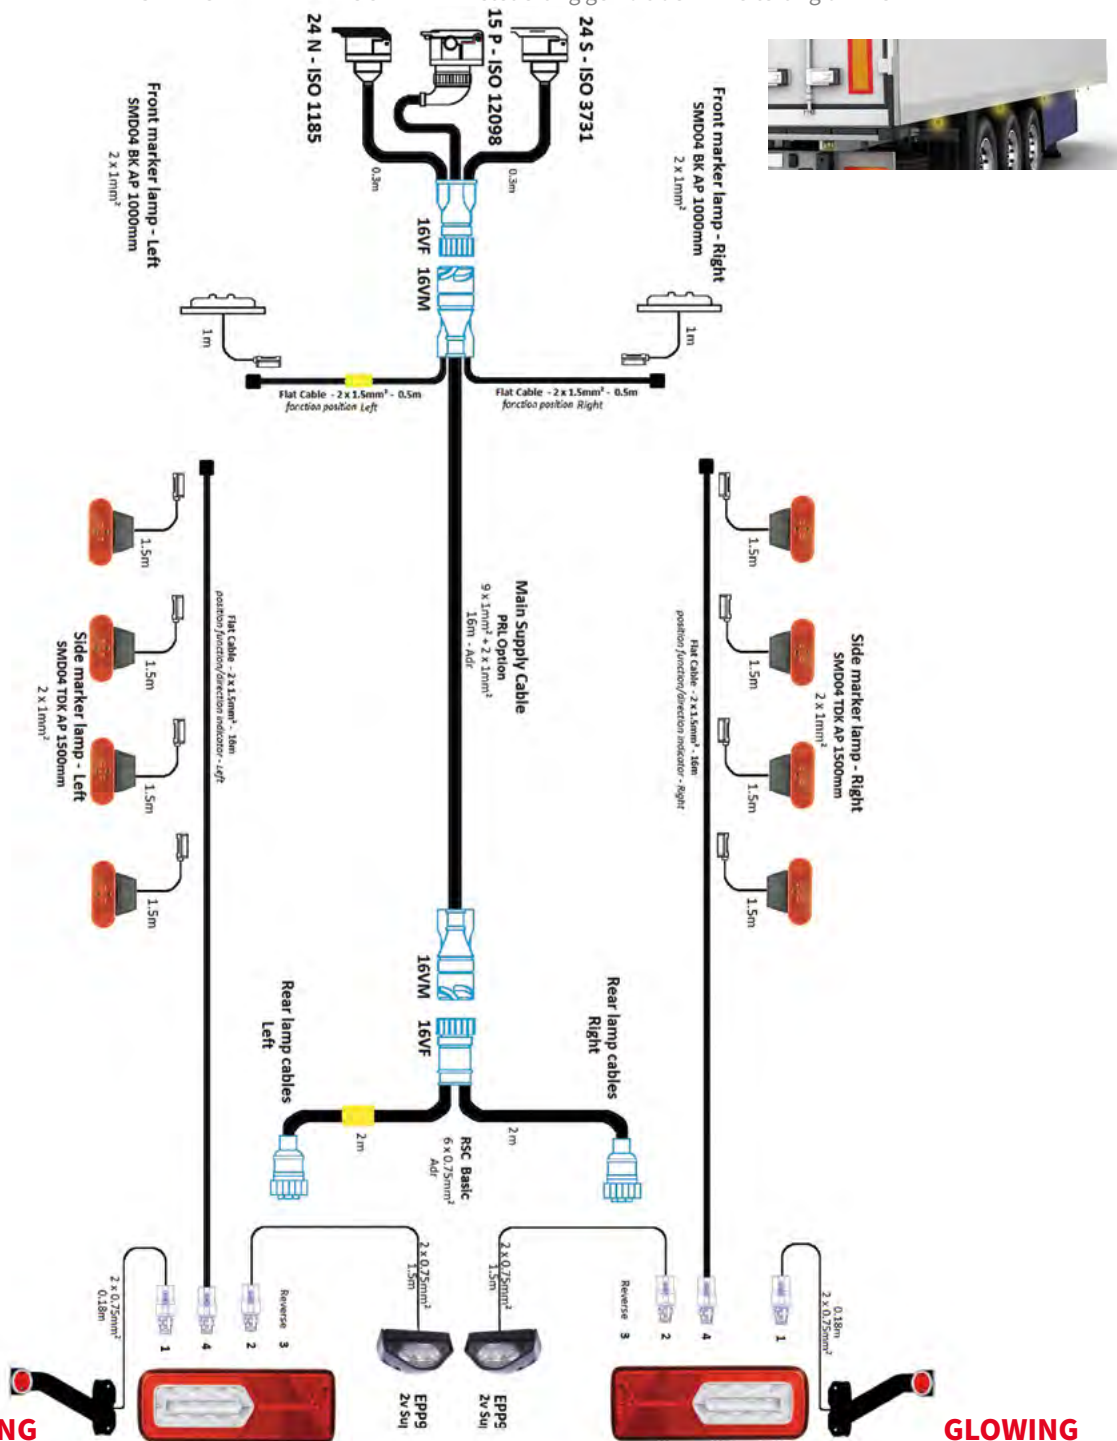 24 N - ISO 1185
15 P - ISO 12098
24 S - ISO 3731
0.3m
0.3m
Front marker lamp - Left
SMD04 BK AP 1000mm
2 x 1mm²
Front marker lamp - Right
SMD04 BK AP 1000mm
2 x 1mm²
16VF
16VM
1m
1m
Flat Cable - 2 x 1.5mm² - 0.5m
fonction position Left
Flat Cable - 2 x 1.5mm² - 0.5m
fonction position Right
1.5m
1.5m
1.5m
1.5m
Side marker lamp - Left
SMD04 TDK AP 1500mm
2 x 1mm²
Flat Cable - 2 x 1.5mm² - 16m
position function/direction indicator - Left
Main Supply Cable
PRL Option
9 x 1mm² + 2 x 1mm²
16m - Adr
Flat Cable - 2 x 1.5mm² - 16m
position function/direction indicator - Right
1.5m
1.5m
1.5m
1.5m
Side marker lamp - Right
SMD04 TDK AP 1500mm
2 x 1mm²
16VM
16VF
Rear lamp cables
Left
Rear lamp cables
Right
2m
2m
RSC Basic
6 x 0.75mm²
Adr
2 x 0.75mm²
0.18m
1
4
2
Reverse 3
2 x 0.75mm²
1.5m
2 x 0.75mm²
1.5m
Reverse 3
2
4
1
0.18m
2 x 0.75mm²
EPP9
2v Suj
EPP9
2v Suj
NG
GLOWING